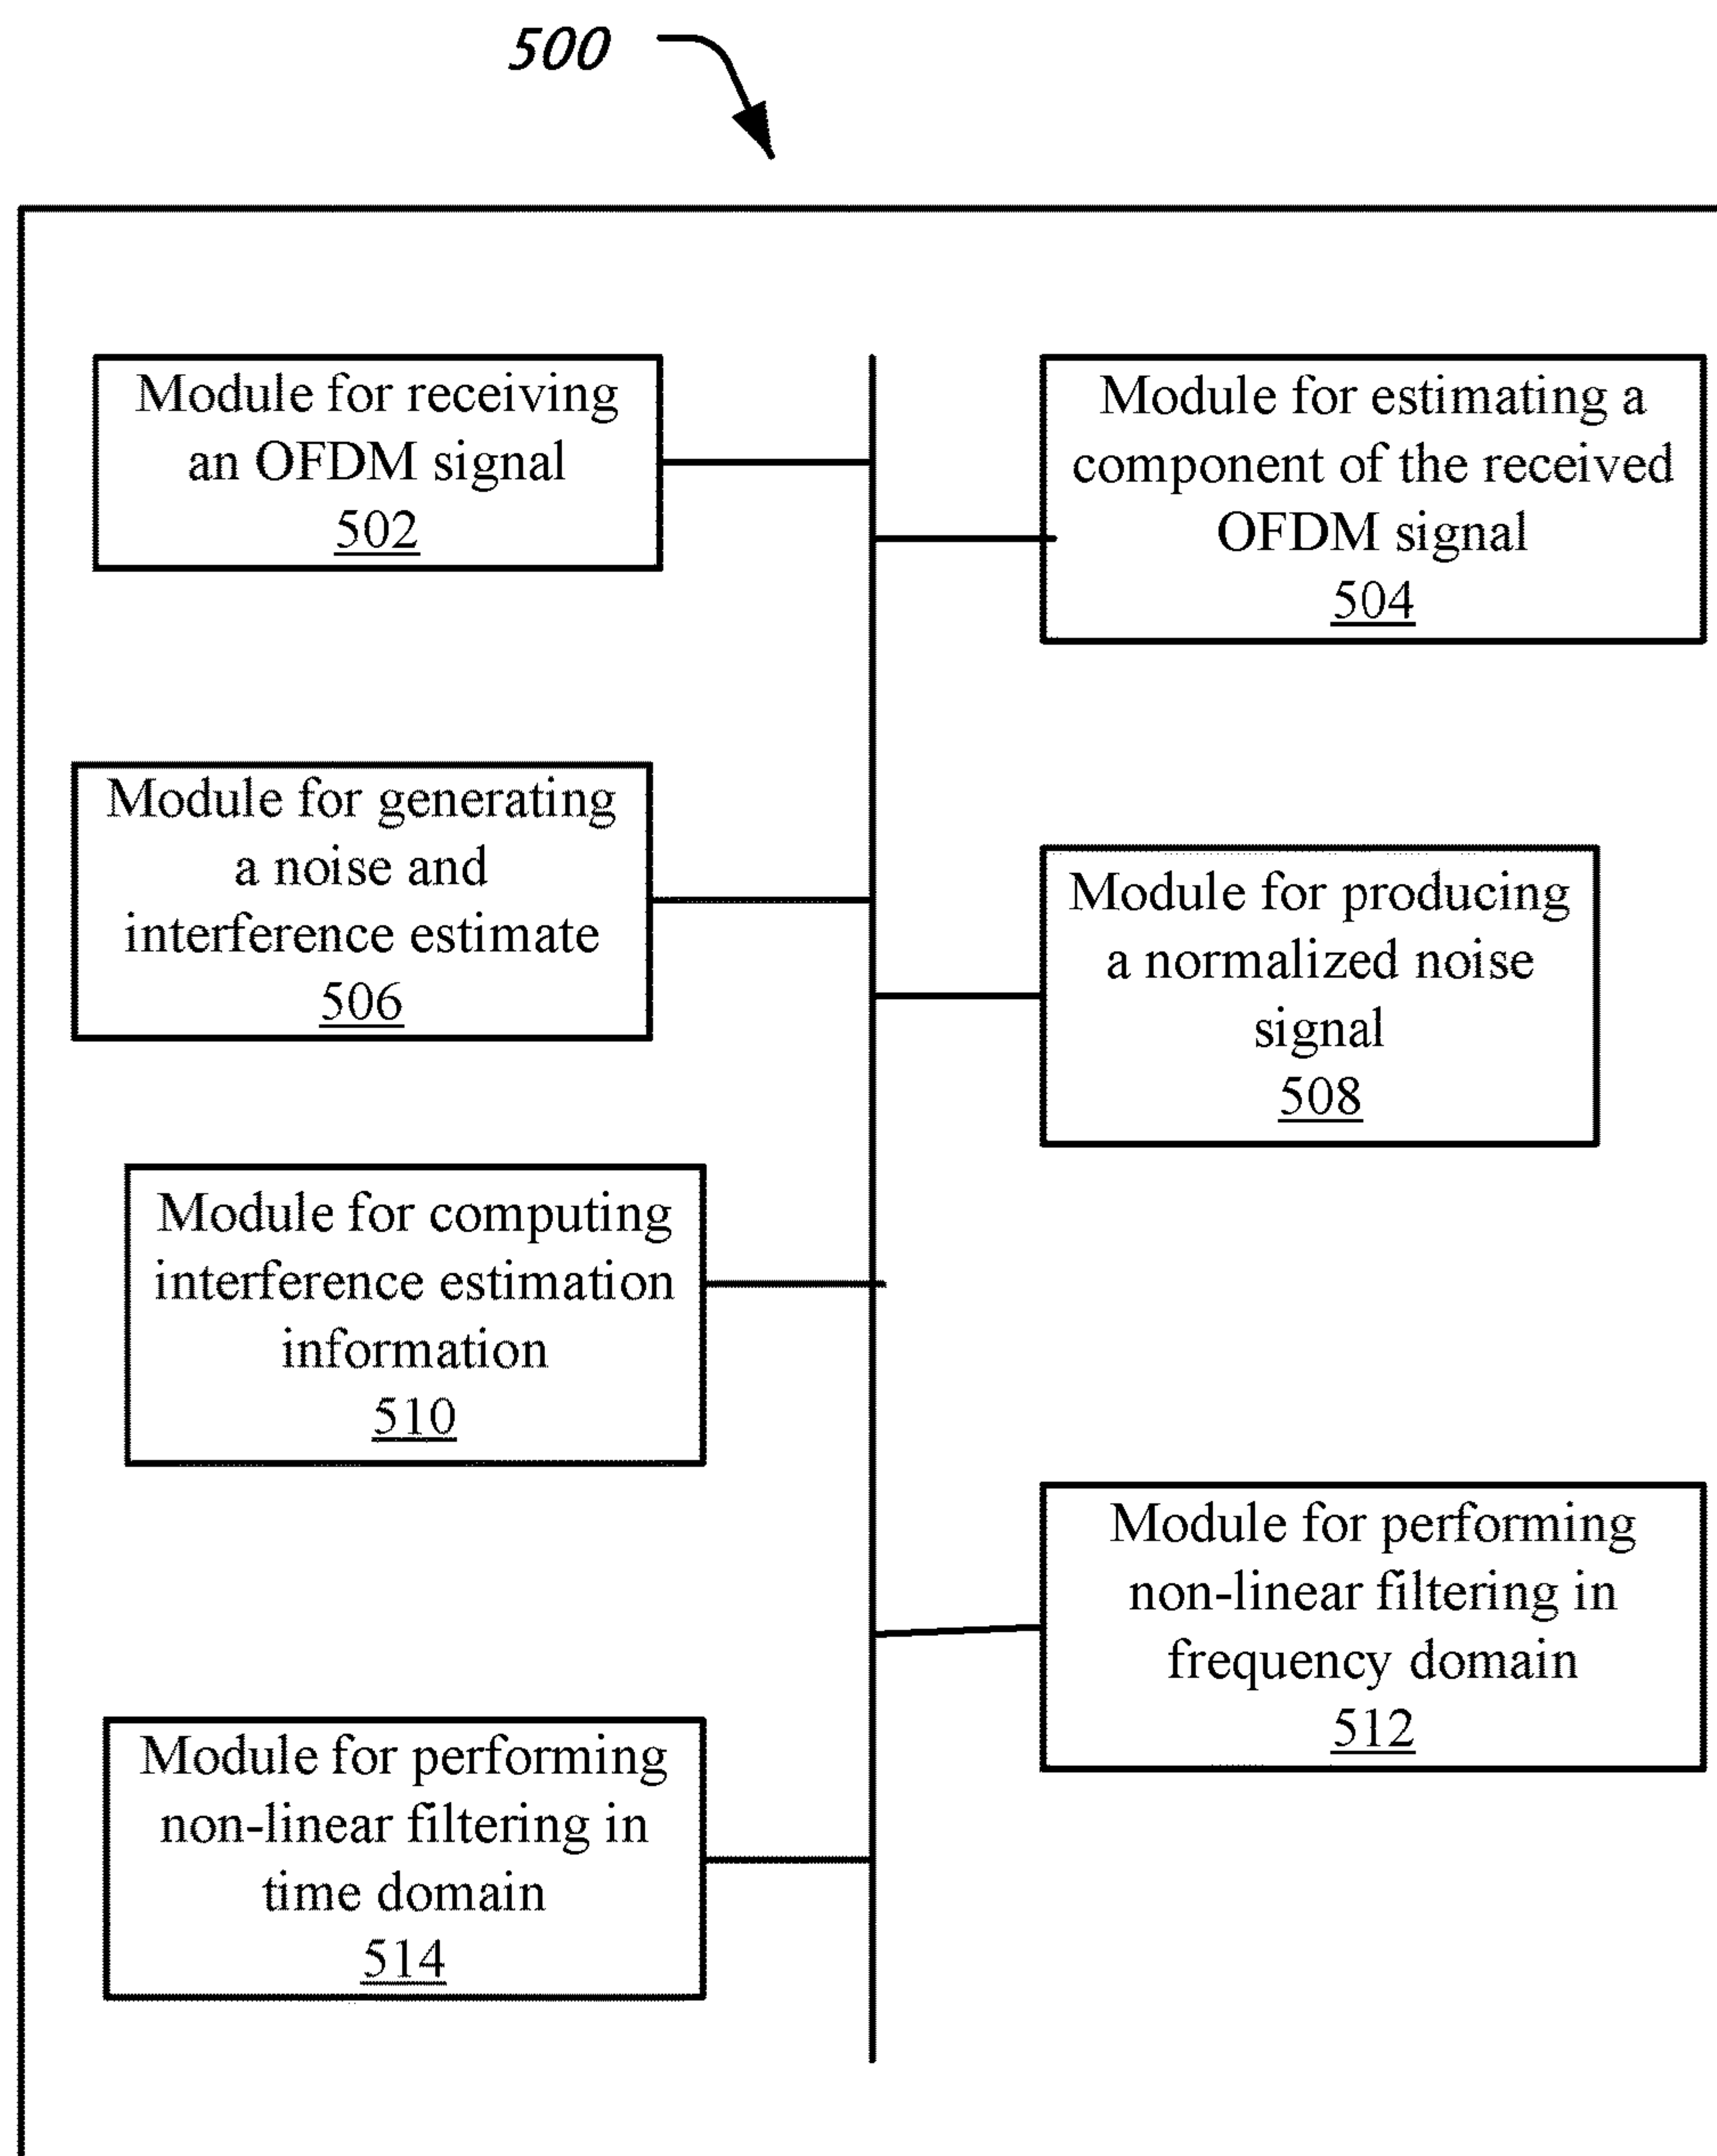 500
Module for receiving
an OFDM signal
502
Module for estimating a
component of the received
OFDM signal
504
Module for generating
a noise and
interference estimate
506
Module for producing
a normalized noise
signal
508
Module for computing
interference estimation
information
510
Module for performing
non-linear filtering in
frequency domain
512
Module for performing
non-linear filtering in
time domain
514